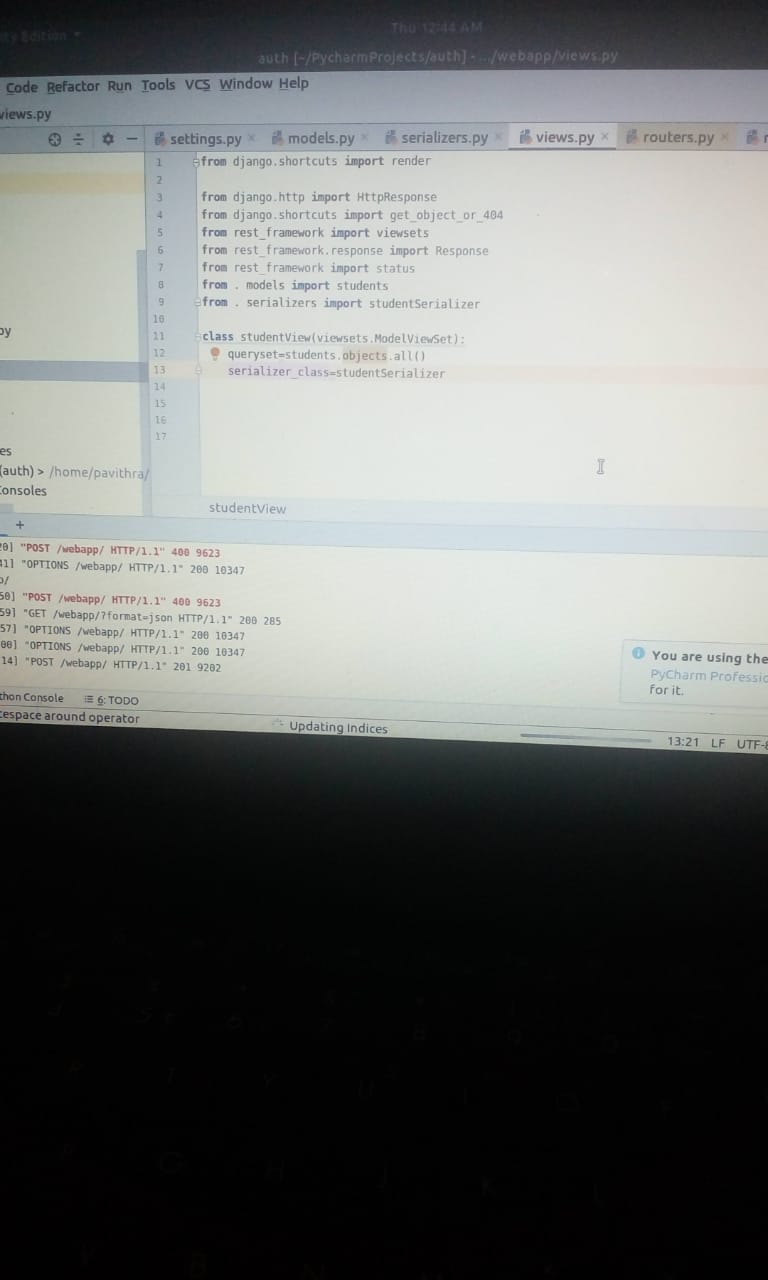 ity Edition
Thu 12:44 AM
auth [~/PycharmProjects/auth] - .../webapp/views.py
Code Refactor Run Tools VCS Window Help
views.py
settings.py models.py serializers.py views.py routers.py
1 from django.shortcuts import render
2
3 from django.http import HttpResponse
4 from django.shortcuts import get_object_or_404
5 from rest_framework import viewsets
6 from rest_framework.response import Response
7 from rest_framework import status
8 from . models import students
9 from . serializers import studentSerializer
10
11 class studentView(viewsets.ModelViewSet):
12 queryset=students.objects.all()
13 serializer_class=studentSerializer
14
15
16
17
py
es
(auth) > /home/pavithra/
Consoles
studentView
+
20] "POST /webapp/ HTTP/1.1" 400 9623
41] "OPTIONS /webapp/ HTTP/1.1" 200 10347
p/
50] "POST /webapp/ HTTP/1.1" 400 9623
59] "GET /webapp/?format=json HTTP/1.1" 200 285
57] "OPTIONS /webapp/ HTTP/1.1" 200 10347
00] "OPTIONS /webapp/ HTTP/1.1" 200 10347
14] "POST /webapp/ HTTP/1.1" 201 9202
You are using the
PyCharm Professio
for it.
thon Console 6: TODO
cespace around operator
Updating Indices
13:21 LF UTF-8